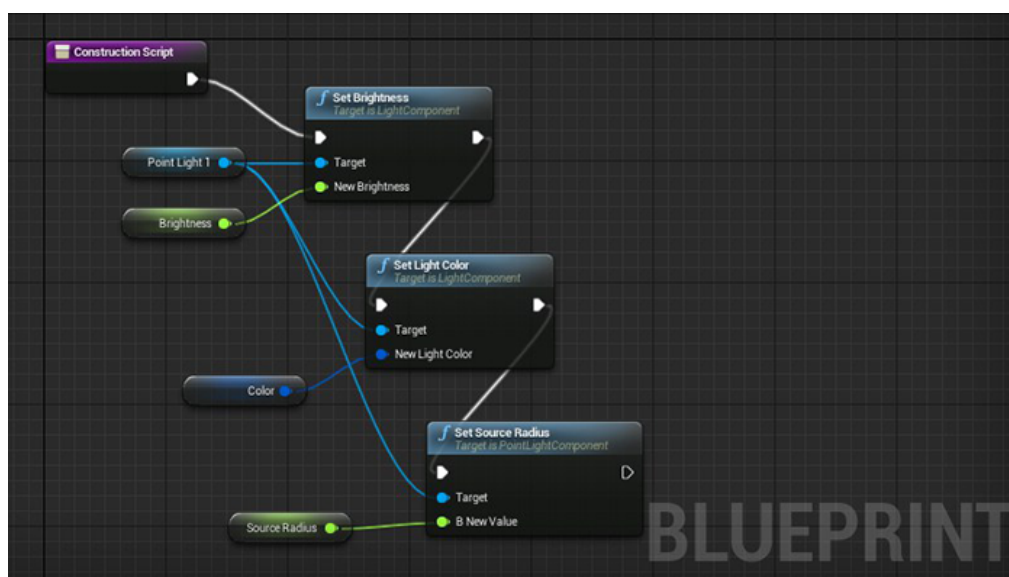 Construction Script
f Set Brightness
Target is LightComponent
Point Light 1
Target
New Brightness
Brightness
f Set Light Color
Target is LightComponent
Target
New Light Color
Color
f Set Source Radius
Target is PointLightComponent
Target
Source Radius
B New Value
BLUEPRINT